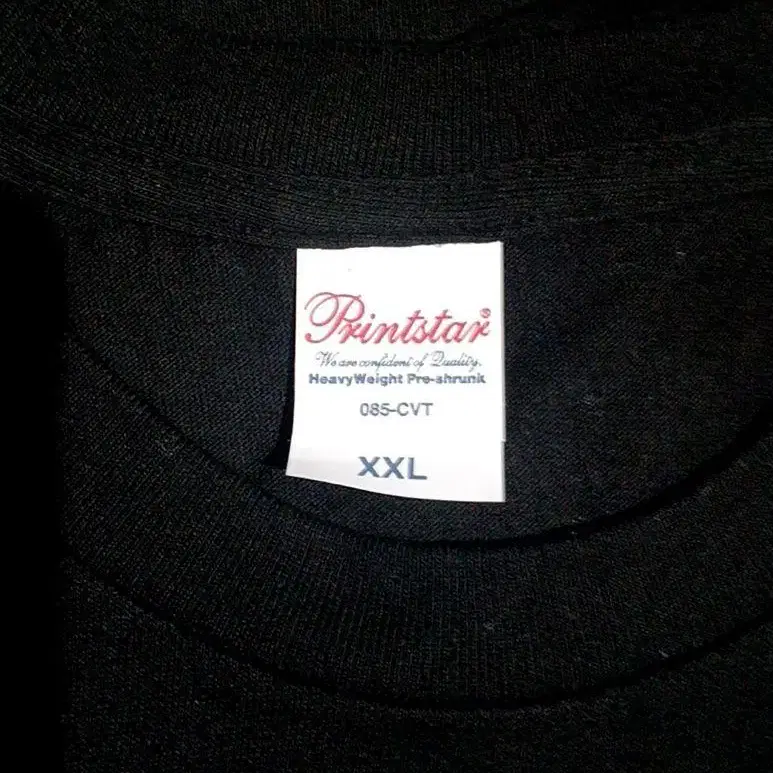 Printstar®
We are confident of Quality.
HeavyWeight Pre-shrunk
085-CVT
XXL